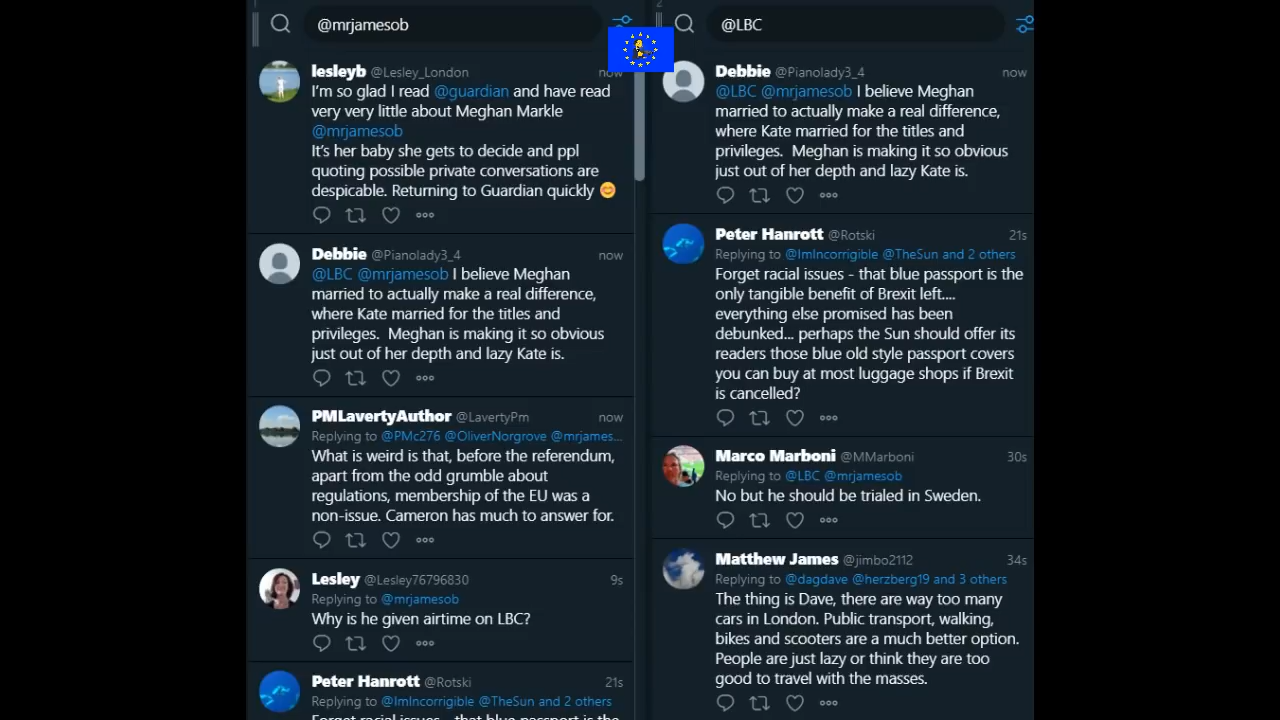 @mrjamesob
lesleyb @Lesley_London now
I'm so glad I read @guardian and have read
very very little about Meghan Markle
@mrjamesob
It's her baby she gets to decide and ppl
quoting possible private conversations are
despicable. Returning to Guardian quickly 😊
Debbie @Pianolady3_4 now
@LBC @mrjamesob I believe Meghan
married to actually make a real difference,
where Kate married for the titles and
privileges. Meghan is making it so obvious
just out of her depth and lazy Kate is.
PMLavertyAuthor @LavertyPm now
Replying to @PMc276 @OliverNorgrove @mrjames...
What is weird is that, before the referendum,
apart from the odd grumble about
regulations, membership of the EU was a
non-issue. Cameron has much to answer for.
Lesley @Lesley76796830 9s
Replying to @mrjamesob
Why is he given airtime on LBC?
Peter Hanrott @Rotski 21s
Replying to @ImIncorrigible @TheSun and 2 others
Forget racial issues - that blue passport is the
2
@LBC
Debbie @Pianolady3_4 now
@LBC @mrjamesob I believe Meghan
married to actually make a real difference,
where Kate married for the titles and
privileges. Meghan is making it so obvious
just out of her depth and lazy Kate is.
Peter Hanrott @Rotski 21s
Replying to @ImIncorrigible @TheSun and 2 others
Forget racial issues - that blue passport is the
only tangible benefit of Brexit left....
everything else promised has been
debunked... perhaps the Sun should offer its
readers those blue old style passport covers
you can buy at most luggage shops if Brexit
is cancelled?
Marco Marboni @MMarboni 30s
Replying to @LBC @mrjamesob
No but he should be trialed in Sweden.
Matthew James @jimbo2112 34s
Replying to @dagdave @herzberg19 and 3 others
The thing is Dave, there are way too many
cars in London. Public transport, walking,
bikes and scooters are a much better option.
People are just lazy or think they are too
good to travel with the masses.